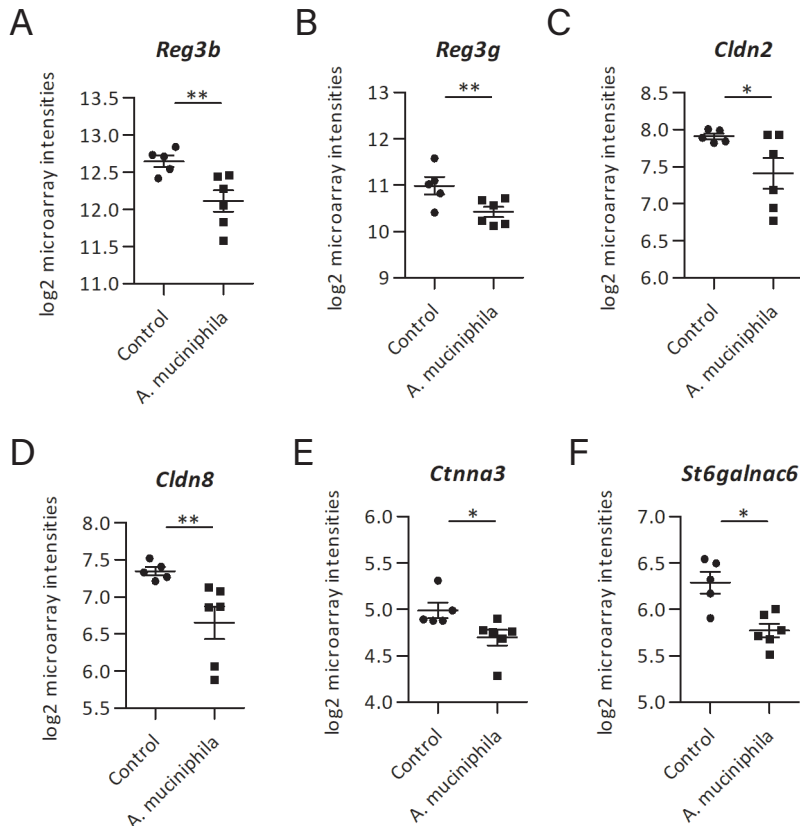 A
Reg3b
log2 microarray intensities
13.5
13.0
12.5
12.0
11.5
11.0
**
Control
A. muciniphila
B
Reg3g
log2 microarray intensities
13
12
11
10
9
**
Control
A. muciniphila
C
Cldn2
log2 microarray intensities
8.5
8.0
7.5
7.0
6.5
6.0
*
Control
A. muciniphila
D
Cldn8
log2 microarray intensities
8.0
7.5
7.0
6.5
6.0
5.5
**
Control
A. muciniphila
E
Ctnna3
log2 microarray intensities
6.0
5.5
5.0
4.5
4.0
*
Control
A. muciniphila
F
St6galnac6
log2 microarray intensities
7.0
6.5
6.0
5.5
5.0
*
Control
A. muciniphila